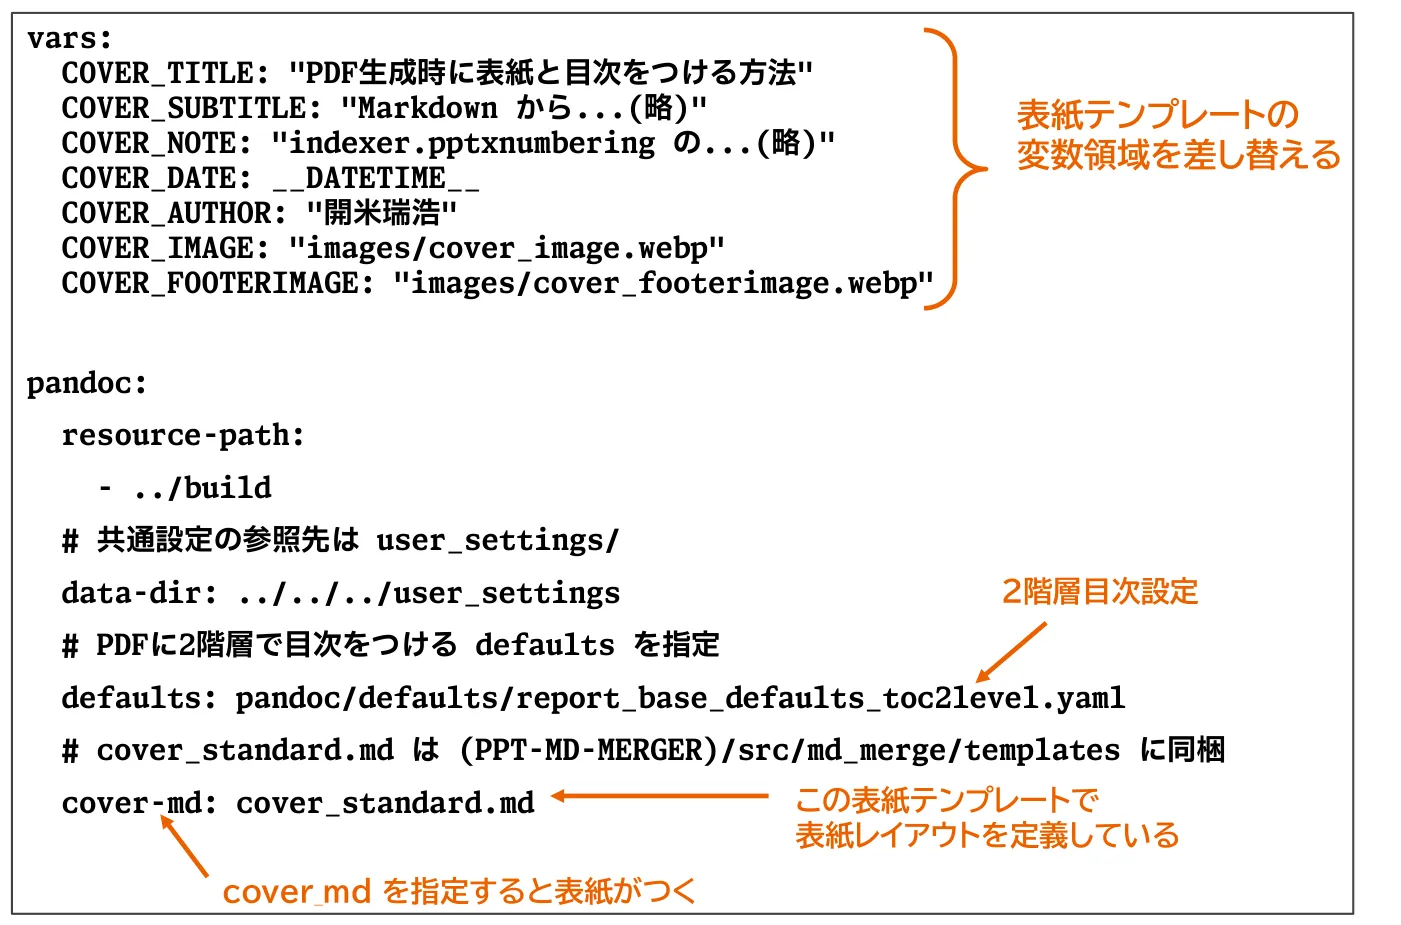 vars:
COVER_TITLE: "PDF生成時に表紙と目次をつける方法"
COVER_SUBTITLE: "Markdown から...(略)"
COVER_NOTE: "indexer.pptxnumbering の...(略)"
COVER_DATE: __DATETIME__
COVER_AUTHOR: "開米瑞浩"
COVER_IMAGE: "images/cover_image.webp"
COVER_FOOTERIMAGE: "images/cover_footerimage.webp"
表紙テンプレートの
変数領域を差し替える
pandoc:
resource-path:
- ../build
# 共通設定の参照先は user_settings/
data-dir: ../../../user_settings
2階層目次設定
# PDFに2階層で目次をつける defaults を指定
defaults: pandoc/defaults/report_base_defaults_toc2level.yaml
# cover_standard.md は (PPT-MD-MERGER)/src/md_merge/templates に同梱
cover-md: cover_standard.md
この表紙テンプレートで
表紙レイアウトを定義している
cover_md を指定すると表紙がつく